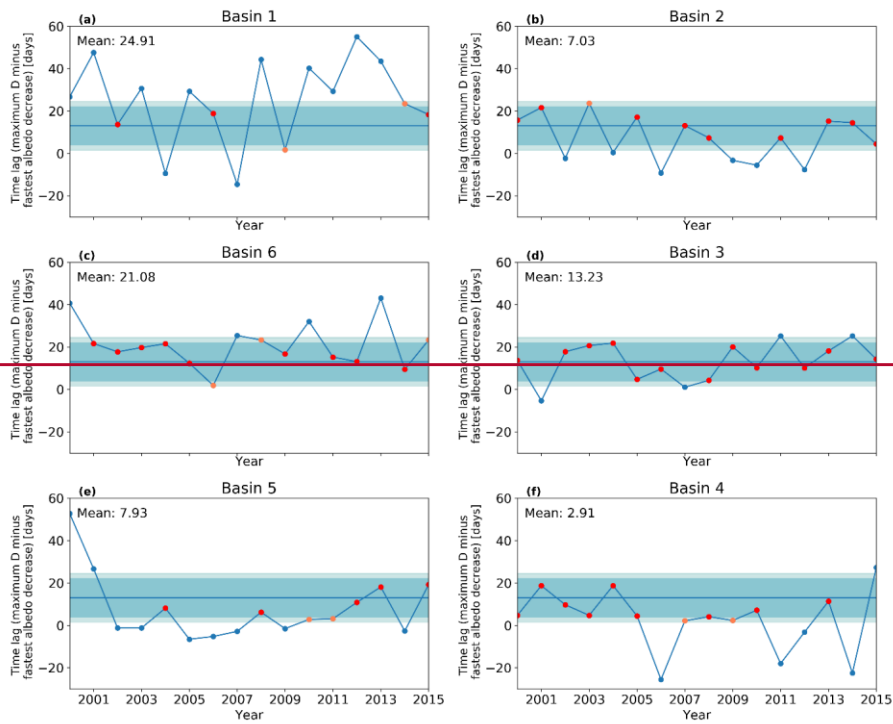 (a) Basin 1
Mean: 24.91
60
40
20
0
−20
Time lag (maximum D minus
fastest albedo decrease) [days]
Year
(b) Basin 2
Mean: 7.03
60
40
20
0
−20
Time lag (maximum D minus
fastest albedo decrease) [days]
Year
(c) Basin 6
Mean: 21.08
60
40
20
0
−20
Time lag (maximum D minus
fastest albedo decrease) [days]
Year
(d) Basin 3
Mean: 13.23
60
40
20
0
−20
Time lag (maximum D minus
fastest albedo decrease) [days]
Year
(e) Basin 5
Mean: 7.93
60
40
20
0
−20
Time lag (maximum D minus
fastest albedo decrease) [days]
2001 2003 2005 2007 2009 2011 2013 2015
Year
(f) Basin 4
Mean: 2.91
60
40
20
0
−20
Time lag (maximum D minus
fastest albedo decrease) [days]
2001 2003 2005 2007 2009 2011 2013 2015
Year